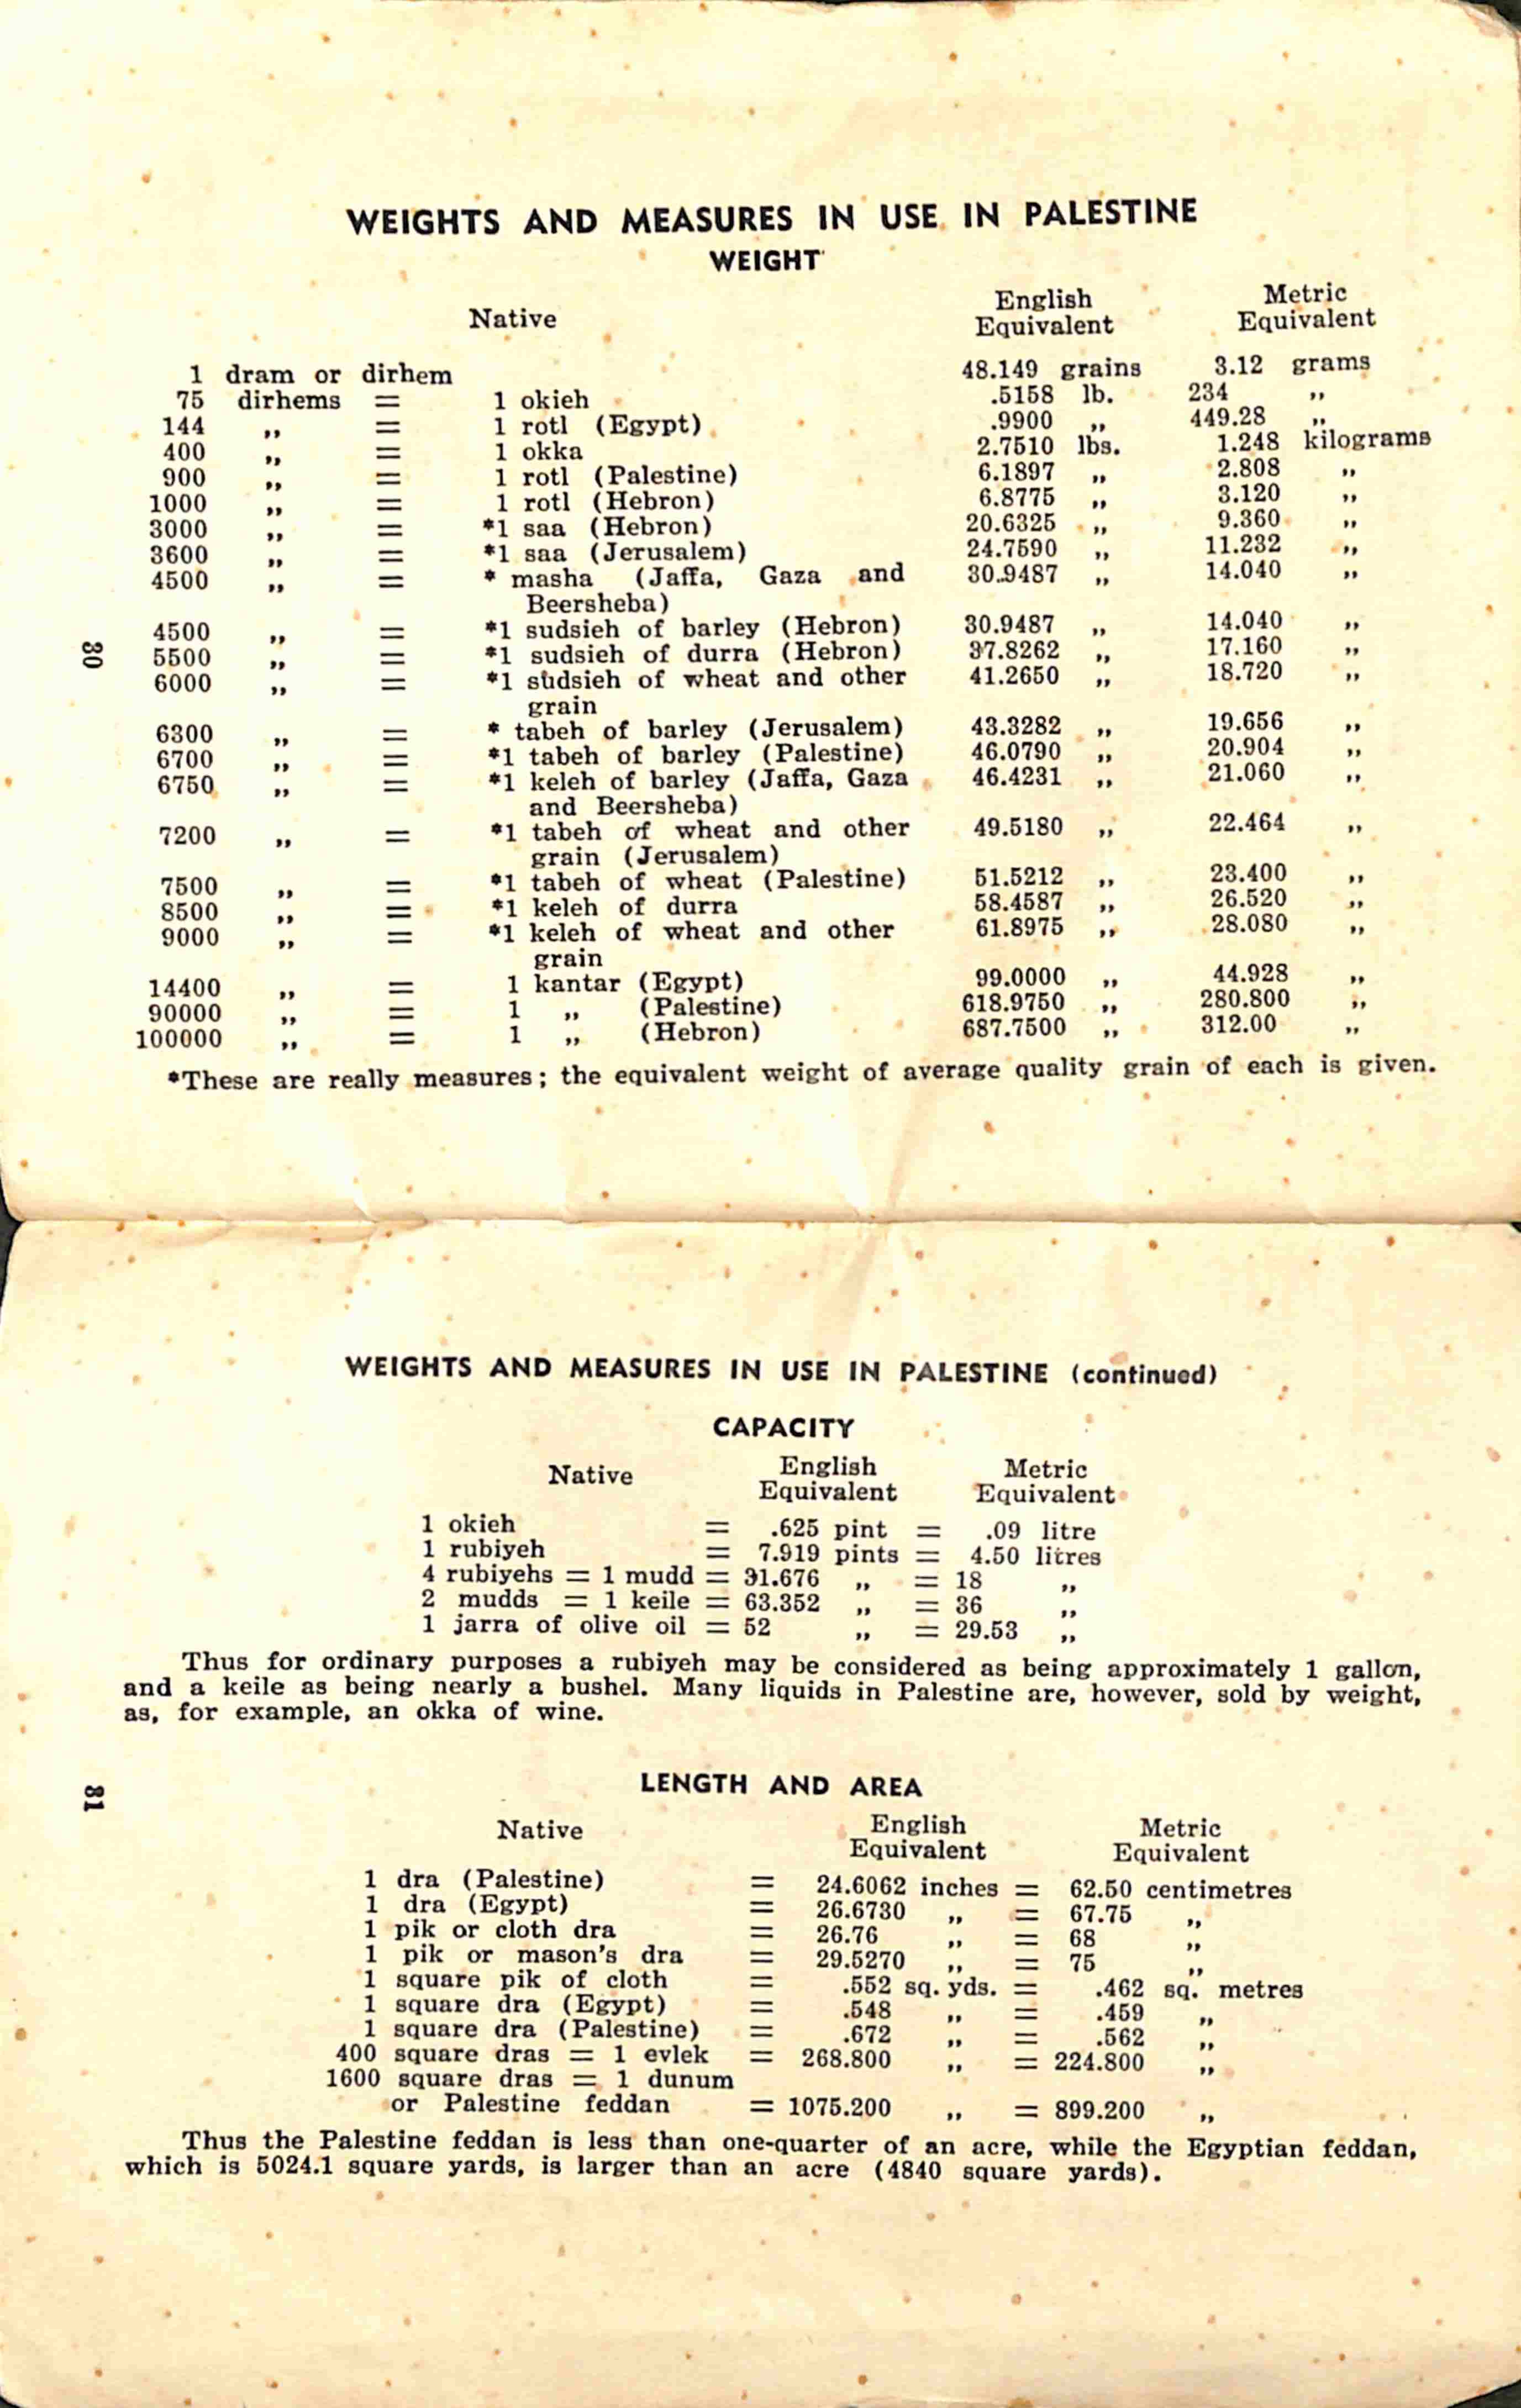 WEIGHTS AND MEASURES IN USE IN PALESTINE
WEIGHT
Native English Equivalent Metric Equivalent
1 dram or dirhem 48.149 grains 3.12 grams
75 dirhems = 1 okieh .5158 lb. 234 „
144 „ = 1 rotl (Egypt) .9900 „ 449.28 „
400 „ = 1 okka 2.7510 lbs. 1.248 kilograms
900 „ = 1 rotl (Palestine) 6.1897 „ 2.808 „
1000 „ = 1 rotl (Hebron) 6.8775 „ 3.120 „
3000 „ = *1 saa (Hebron) 20.6325 „ 9.360 „
3600 „ = *1 saa (Jerusalem) 24.7590 „ 11.232 „
4500 „ = * masha (Jaffa, Gaza and 30.9487 „ 14.040 „
Beersheba)
4500 „ = *1 sudsieh of barley (Hebron) 30.9487 „ 14.040 „
5500 „ = *1 sudsieh of durra (Hebron) 37.8262 „ 17.160 „
6000 „ = *1 sudsieh of wheat and other 41.2650 „ 18.720 „
grain
6300 „ = * tabeh of barley (Jerusalem) 43.3282 „ 19.656 „
6700 „ = *1 tabeh of barley (Palestine) 46.0790 „ 20.904 „
6750 „ = *1 keleh of barley (Jaffa, Gaza 46.4231 „ 21.060 „
and Beersheba)
7200 „ = *1 tabeh of wheat and other 49.5180 „ 22.464 „
grain (Jerusalem)
7500 „ = *1 tabeh of wheat (Palestine) 51.5212 „ 23.400 „
8500 „ = *1 keleh of durra 58.4587 „ 26.520 „
9000 „ = *1 keleh of wheat and other 61.8975 „ 28.080 „
grain
14400 „ = 1 kantar (Egypt) 99.0000 „ 44.928 „
90000 „ = 1 „ (Palestine) 618.9750 „ 280.800 „
100000 „ = 1 „ (Hebron) 687.7500 „ 312.00 „
*These are really measures; the equivalent weight of average quality grain of each is given.
80
WEIGHTS AND MEASURES IN USE IN PALESTINE (continued)
CAPACITY
Native English Equivalent Metric Equivalent
1 okieh = .625 pint = .09 litre
1 rubiyeh = 7.919 pints = 4.50 litres
4 rubiyehs = 1 mudd = 31.676 „ = 18 „
2 mudds = 1 keile = 63.352 „ = 36 „
1 jarra of olive oil = 52 „ = 29.53 „
Thus for ordinary purposes a rubiyeh may be considered as being approximately 1 gallon,
and a keile as being nearly a bushel. Many liquids in Palestine are, however, sold by weight,
as, for example, an okka of wine.
LENGTH AND AREA
Native English Equivalent Metric Equivalent
1 dra (Palestine) = 24.6062 inches = 62.50 centimetres
1 dra (Egypt) = 26.6730 „ = 67.75 „
1 pik or cloth dra = 26.76 „ = 68 „
1 pik or mason's dra = 29.5270 „ = 75 „
1 square pik of cloth = .552 sq. yds. = .462 sq. metres
1 square dra (Egypt) = .548 „ = .459 „
1 square dra (Palestine) = .672 „ = .562 „
400 square dras = 1 evlek = 268.800 „ = 224.800 „
1600 square dras = 1 dunum
or Palestine feddan = 1075.200 „ = 899.200 „
Thus the Palestine feddan is less than one-quarter of an acre, while the Egyptian feddan,
which is 5024.1 square yards, is larger than an acre (4840 square yards).
81